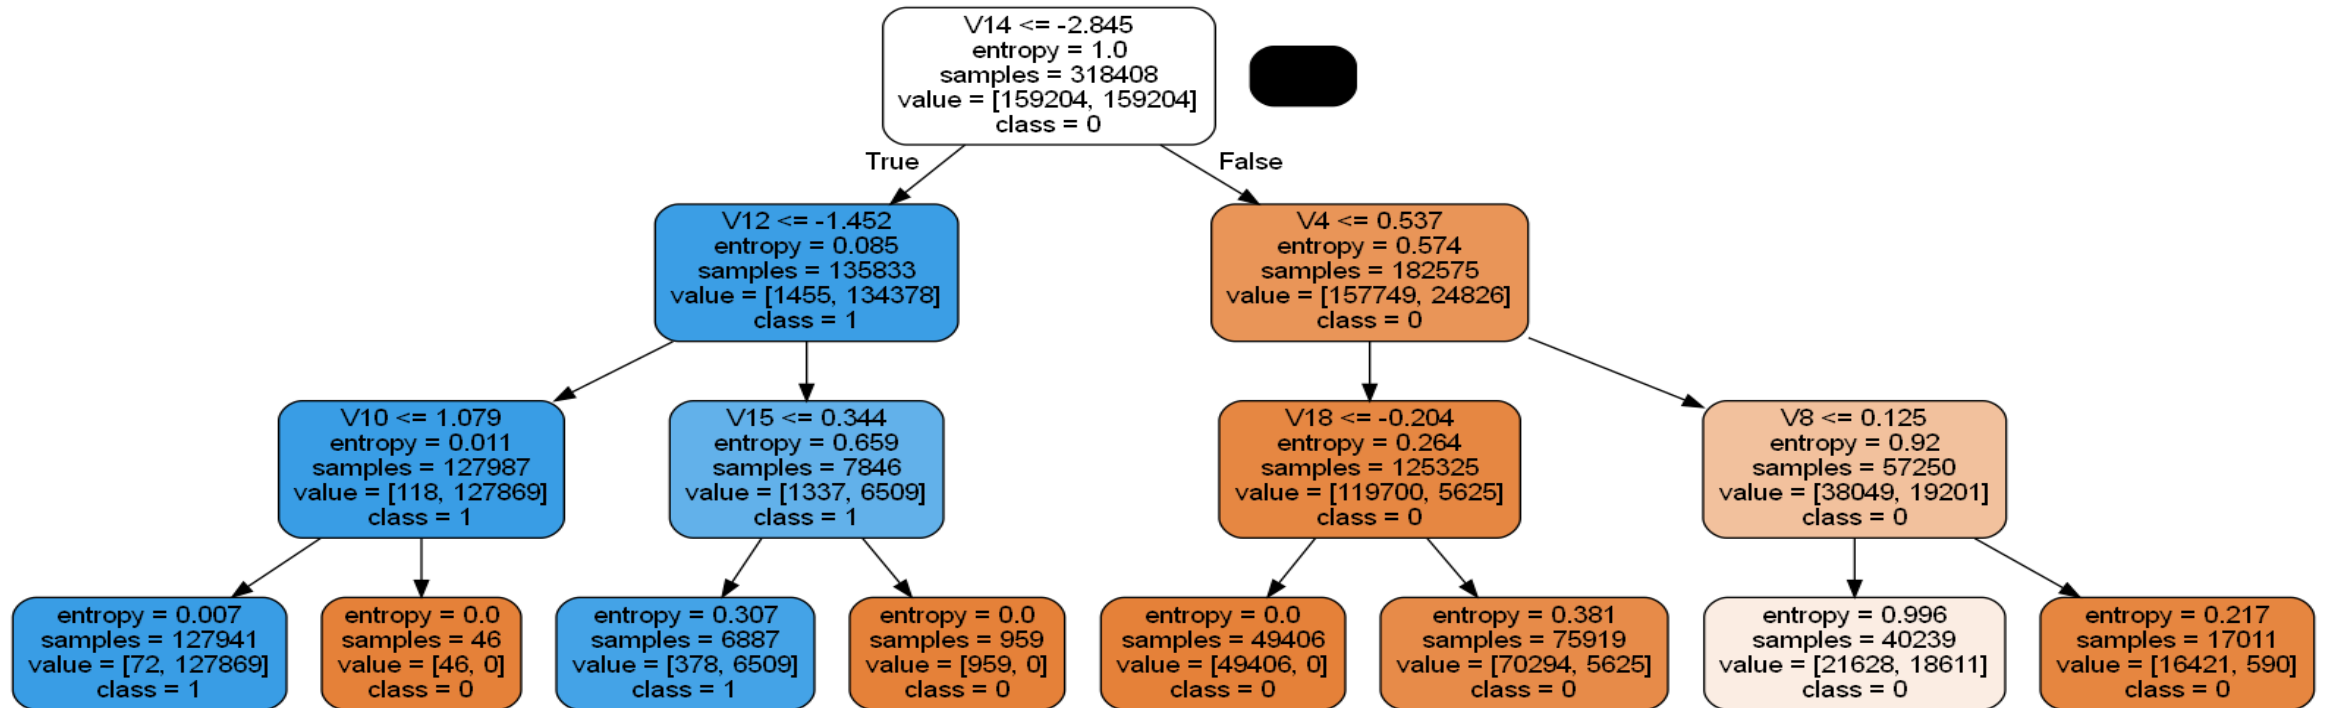 V14 <= -2.845
entropy = 1.0
samples = 318408
value = [159204, 159204]
class = 0
True
False
V12 <= -1.452
entropy = 0.085
samples = 135833
value = [1455, 134378]
class = 1
V4 <= 0.537
entropy = 0.574
samples = 182575
value = [157749, 24826]
class = 0
V10 <= 1.079
entropy = 0.011
samples = 127987
value = [118, 127869]
class = 1
V15 <= 0.344
entropy = 0.659
samples = 7846
value = [1337, 6509]
class = 1
V18 <= -0.204
entropy = 0.264
samples = 125325
value = [119700, 5625]
class = 0
V8 <= 0.125
entropy = 0.92
samples = 57250
value = [38049, 19201]
class = 0
entropy = 0.007
samples = 127941
value = [72, 127869]
class = 1
entropy = 0.0
samples = 46
value = [46, 0]
class = 0
entropy = 0.307
samples = 6887
value = [378, 6509]
class = 1
entropy = 0.0
samples = 959
value = [959, 0]
class = 0
entropy = 0.0
samples = 49406
value = [49406, 0]
class = 0
entropy = 0.381
samples = 75919
value = [70294, 5625]
class = 0
entropy = 0.996
samples = 40239
value = [21628, 18611]
class = 0
entropy = 0.217
samples = 17011
value = [16421, 590]
class = 0